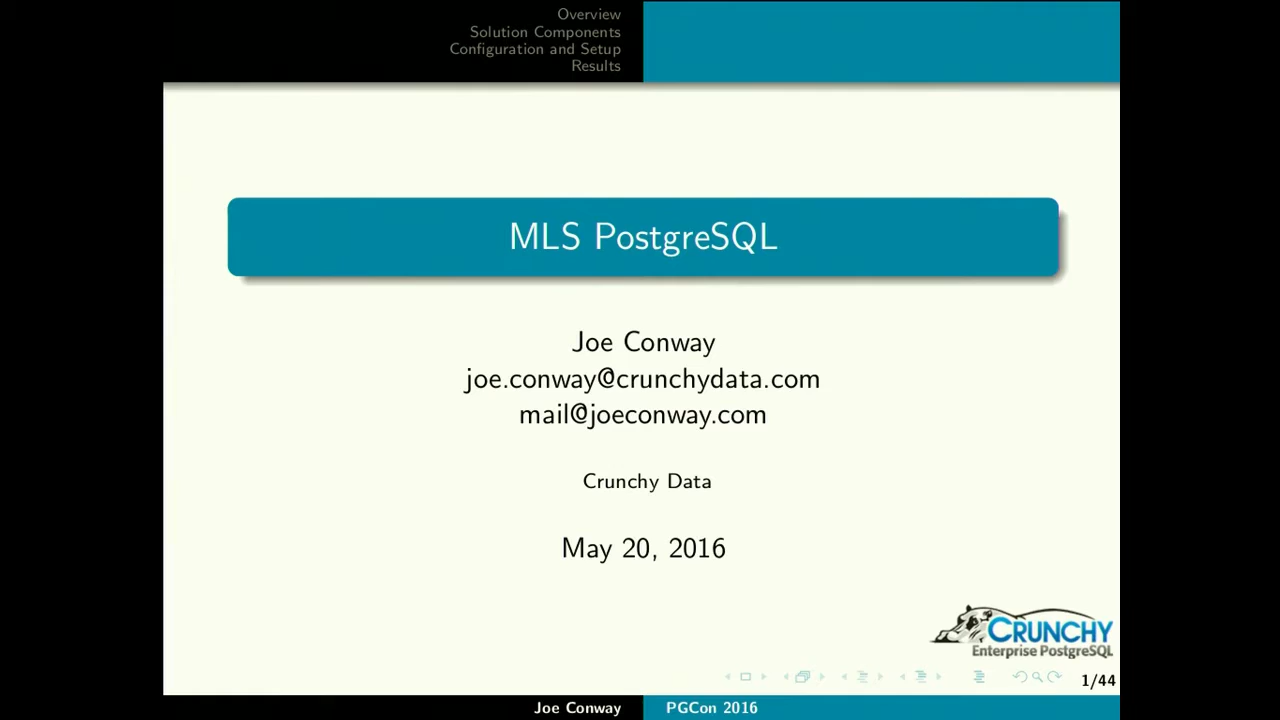 Overview
Solution Components
Configuration and Setup
Results
MLS PostgreSQL
Joe Conway
joe.conway@crunchydata.com
mail@joeconway.com
Crunchy Data
May 20, 2016
CRUNCHY
Enterprise PostgreSQL
1/44
Joe Conway
PGCon 2016